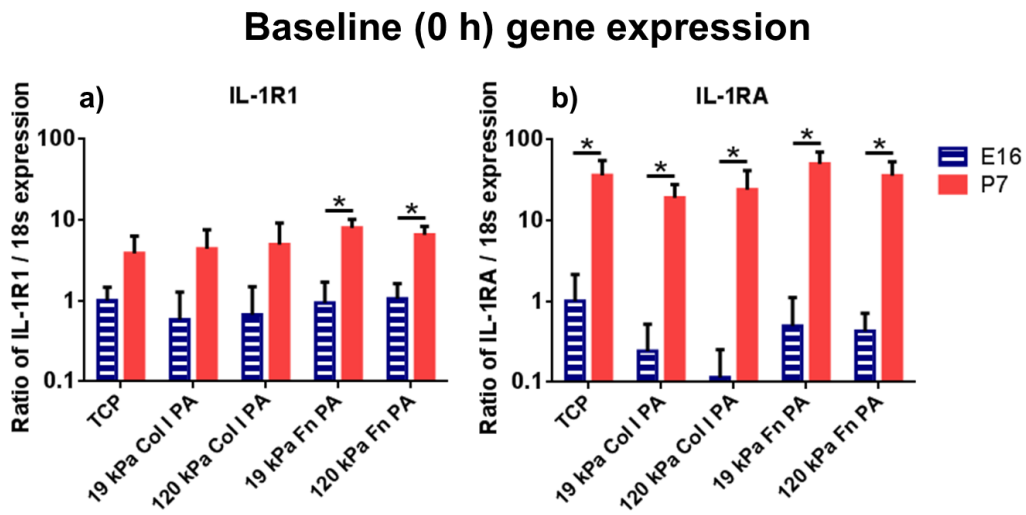 Baseline (0 h) gene expression
a)
IL-1R1
Ratio of IL-1R1 / 18s expression
100
10
1
0.1
*
*
TCP
19 kPa Col I PA
120 kPa Col I PA
19 kPa Fn PA
120 kPa Fn PA
b)
IL-1RA
Ratio of IL-1RA / 18s expression
100
10
1
0.1
*
*
*
*
*
TCP
19 kPa Col I PA
120 kPa Col I PA
19 kPa Fn PA
120 kPa Fn PA
E16
P7